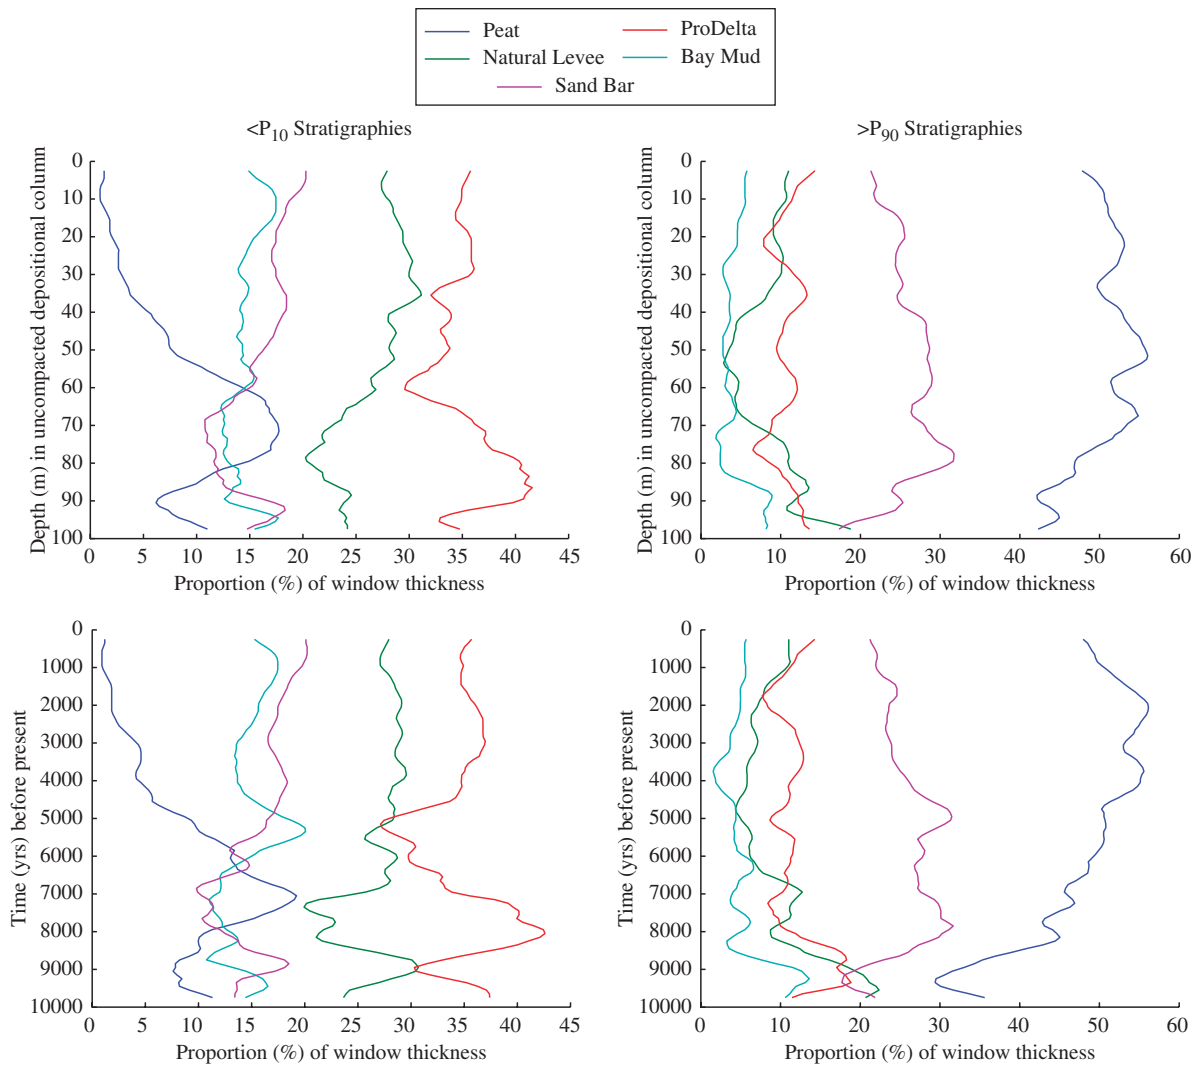 Peat
ProDelta
Natural Levee
Bay Mud
Sand Bar
<P10 Stratigraphies
>P90 Stratigraphies
Depth (m) in uncompacted depositional column
0
10
20
30
40
50
60
70
80
90
100
0 5 10 15 20 25 30 35 40 45
Proportion (%) of window thickness
Depth (m) in uncompacted depositional column
0
10
20
30
40
50
60
70
80
90
100
0 10 20 30 40 50 60
Proportion (%) of window thickness
Time (yrs) before present
0
1000
2000
3000
4000
5000
6000
7000
8000
9000
10000
0 5 10 15 20 25 30 35 40 45
Proportion (%) of window thickness
Time (yrs) before present
0
1000
2000
3000
4000
5000
6000
7000
8000
9000
10000
0 10 20 30 40 50 60
Proportion (%) of window thickness